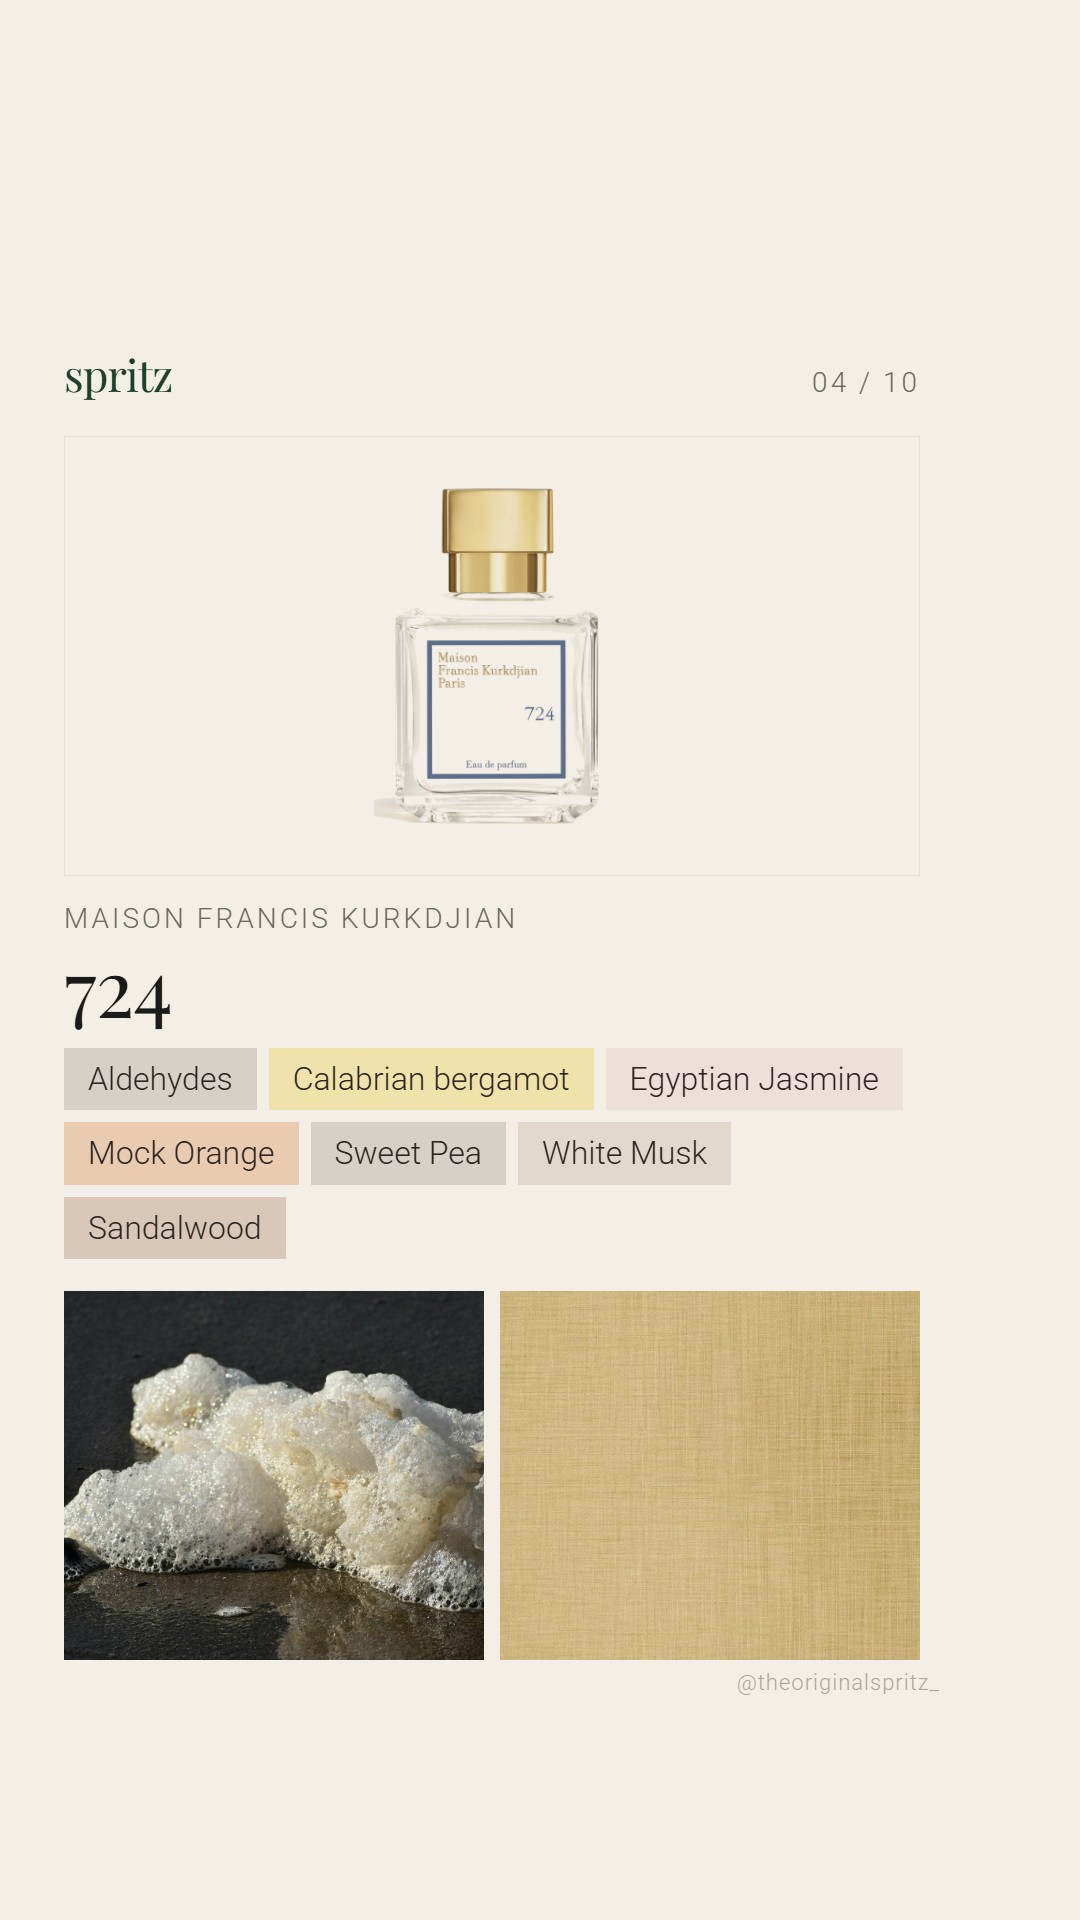 spritz
04 / 10
Maison
Francis Kurkdjian
Paris
724
Eau de parfum
MAISON FRANCIS KURKDJIAN
724
Aldehydes Calabrian bergamot Egyptian Jasmine
Mock Orange Sweet Pea White Musk
Sandalwood
@theoriginalspritz_